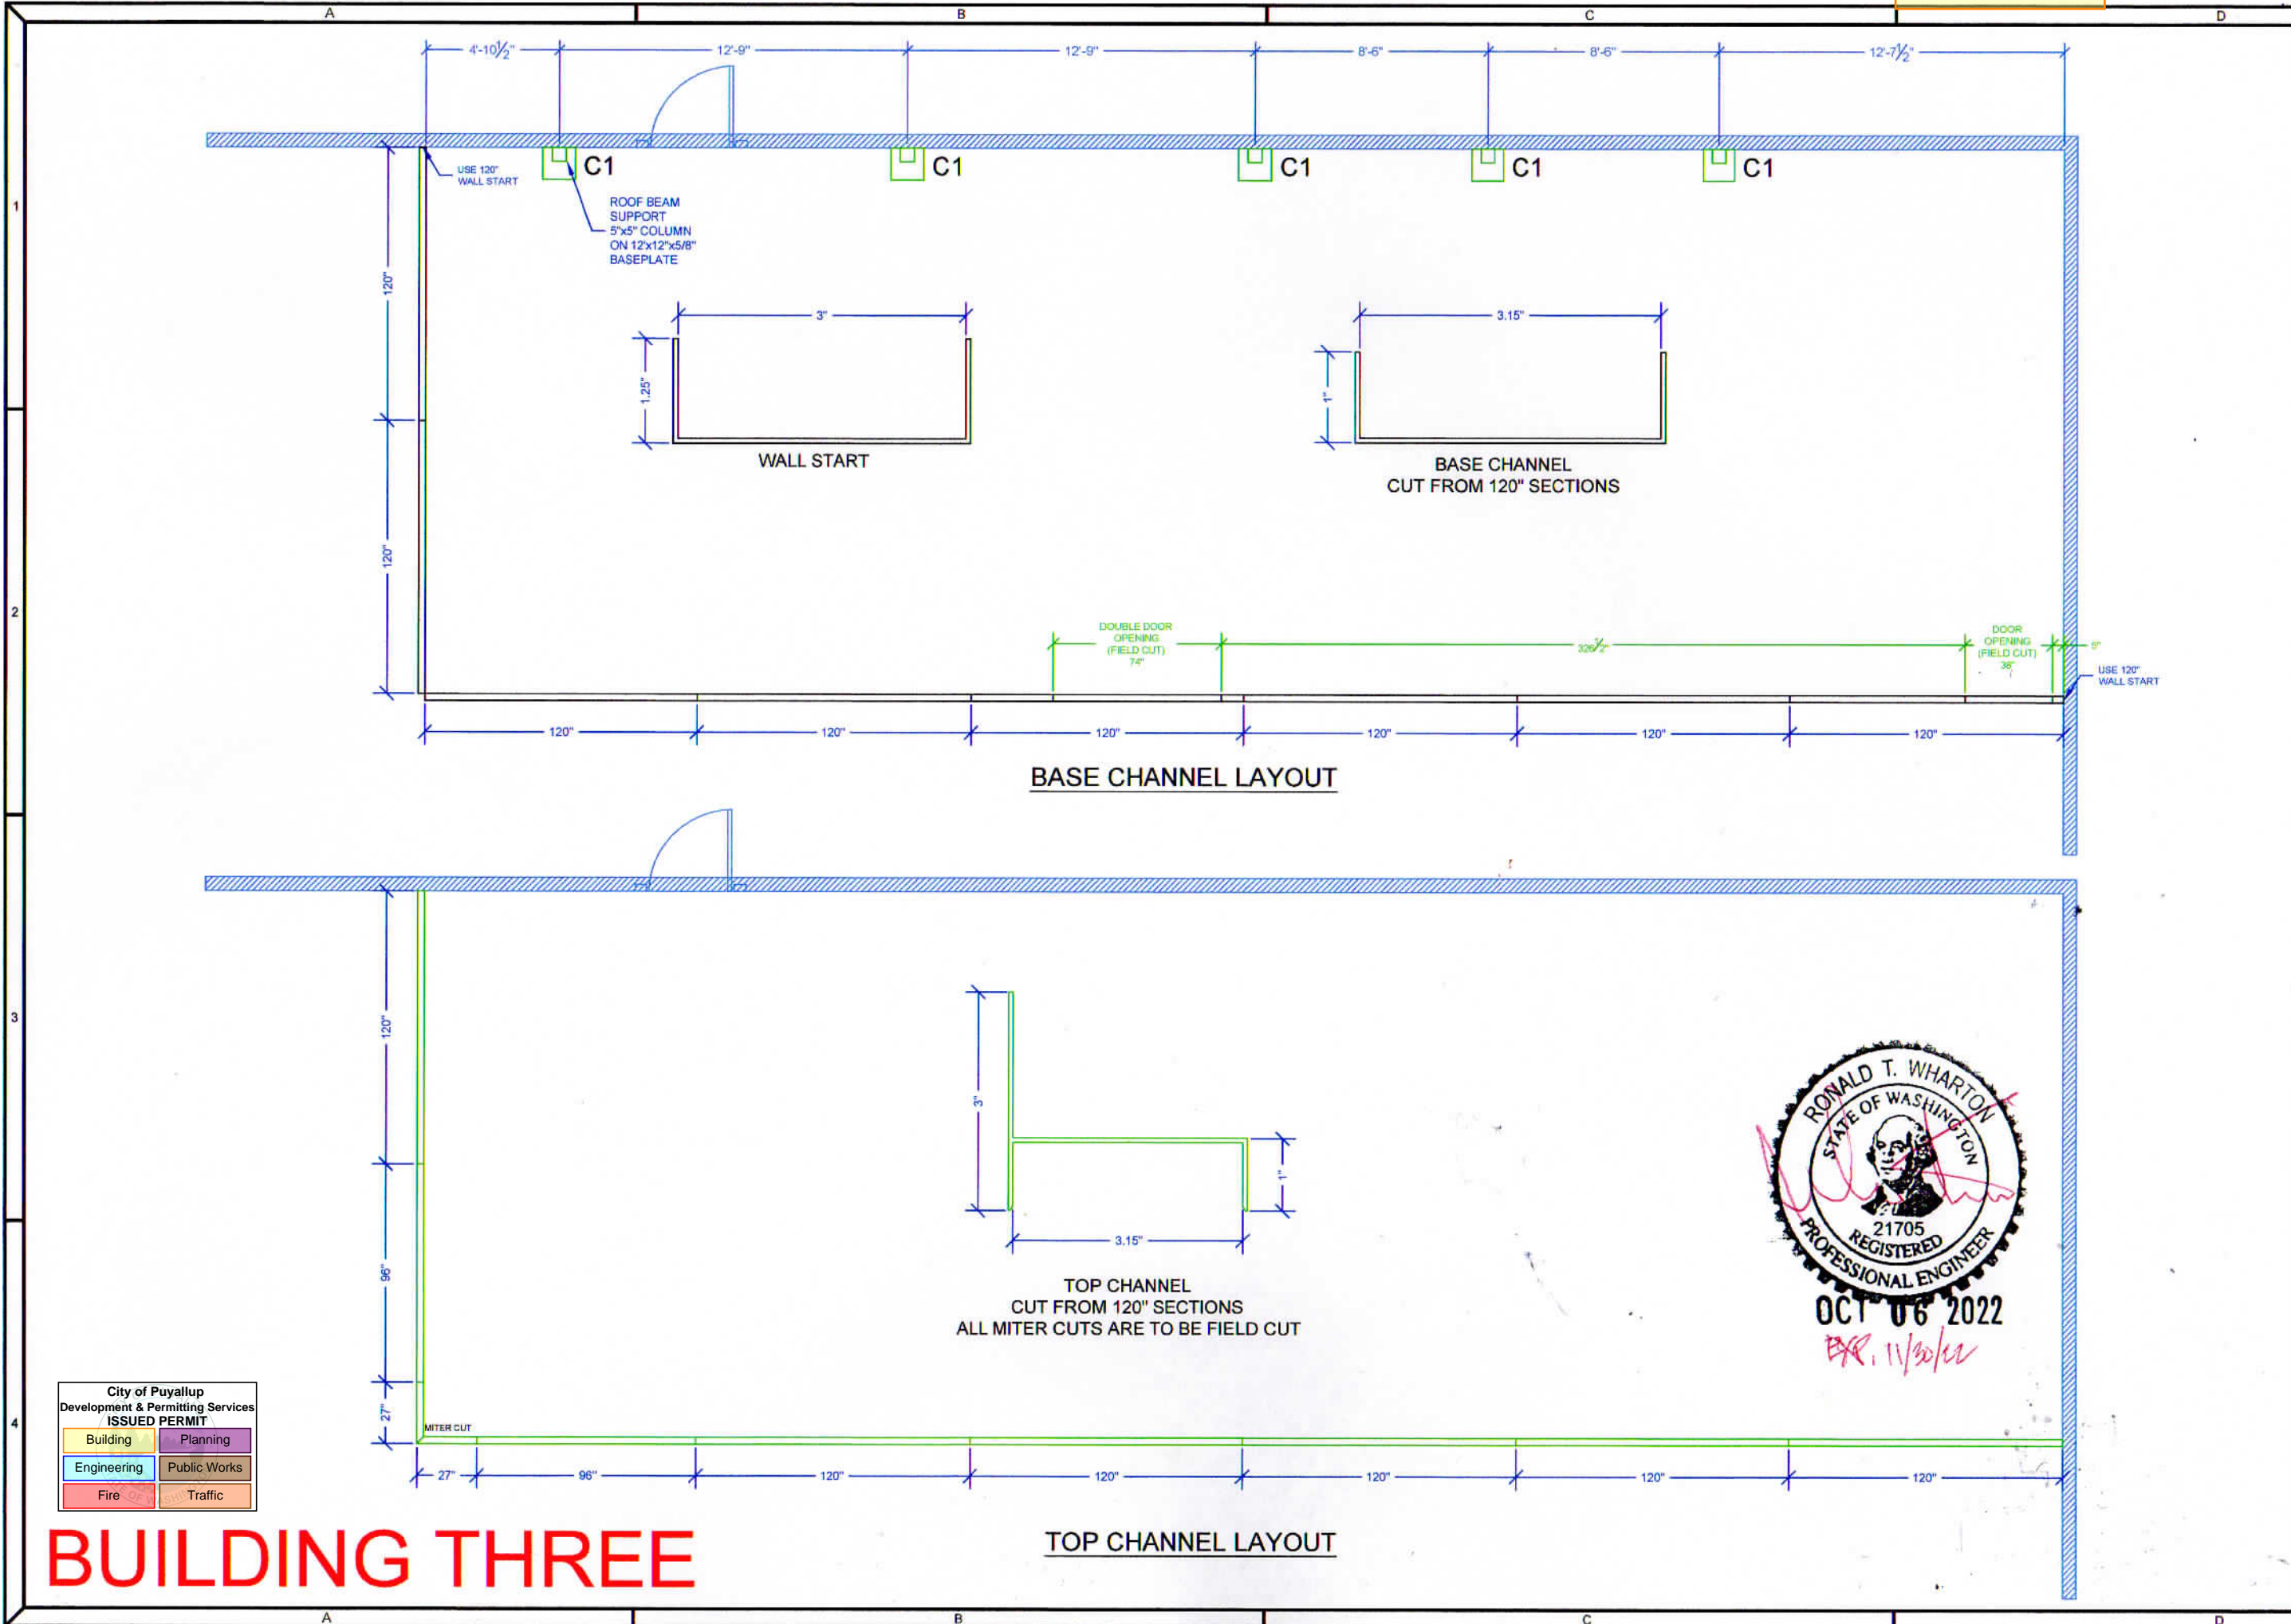 A
B
C
D
4'-10½"
12'-9"
12'-9"
8'-6"
8'-6"
12'-7½"
USE 120"
WALL START
C1
C1
C1
C1
C1
1
ROOF BEAM
SUPPORT
5"x5" COLUMN
ON 12'x12"x5/8"
BASEPLATE
120"
3"
1.25"
WALL START
3.15"
1"
BASE CHANNEL
CUT FROM 120" SECTIONS
120"
2
DOUBLE DOOR
OPENING
(FIELD CUT)
74"
326½"
DOOR
OPENING
(FIELD CUT)
38"
5"
USE 120"
WALL START
120"
120"
120"
120"
120"
120"
BASE CHANNEL LAYOUT
3
120"
3"
1"
3.15"
TOP CHANNEL
CUT FROM 120" SECTIONS
ALL MITER CUTS ARE TO BE FIELD CUT
96"
27"
RONALD T. WHARTON
STATE OF WASHINGTON
21705
REGISTERED
PROFESSIONAL ENGINEER
OCT 06 2022
EXP. 11/30/22
4
City of Puyallup
Development & Permitting Services
ISSUED PERMIT
Building
Planning
Engineering
Public Works
Fire
Traffic
MITER CUT
27"
96"
120"
120"
120"
120"
120"
BUILDING THREE
TOP CHANNEL LAYOUT
A
B
C
D